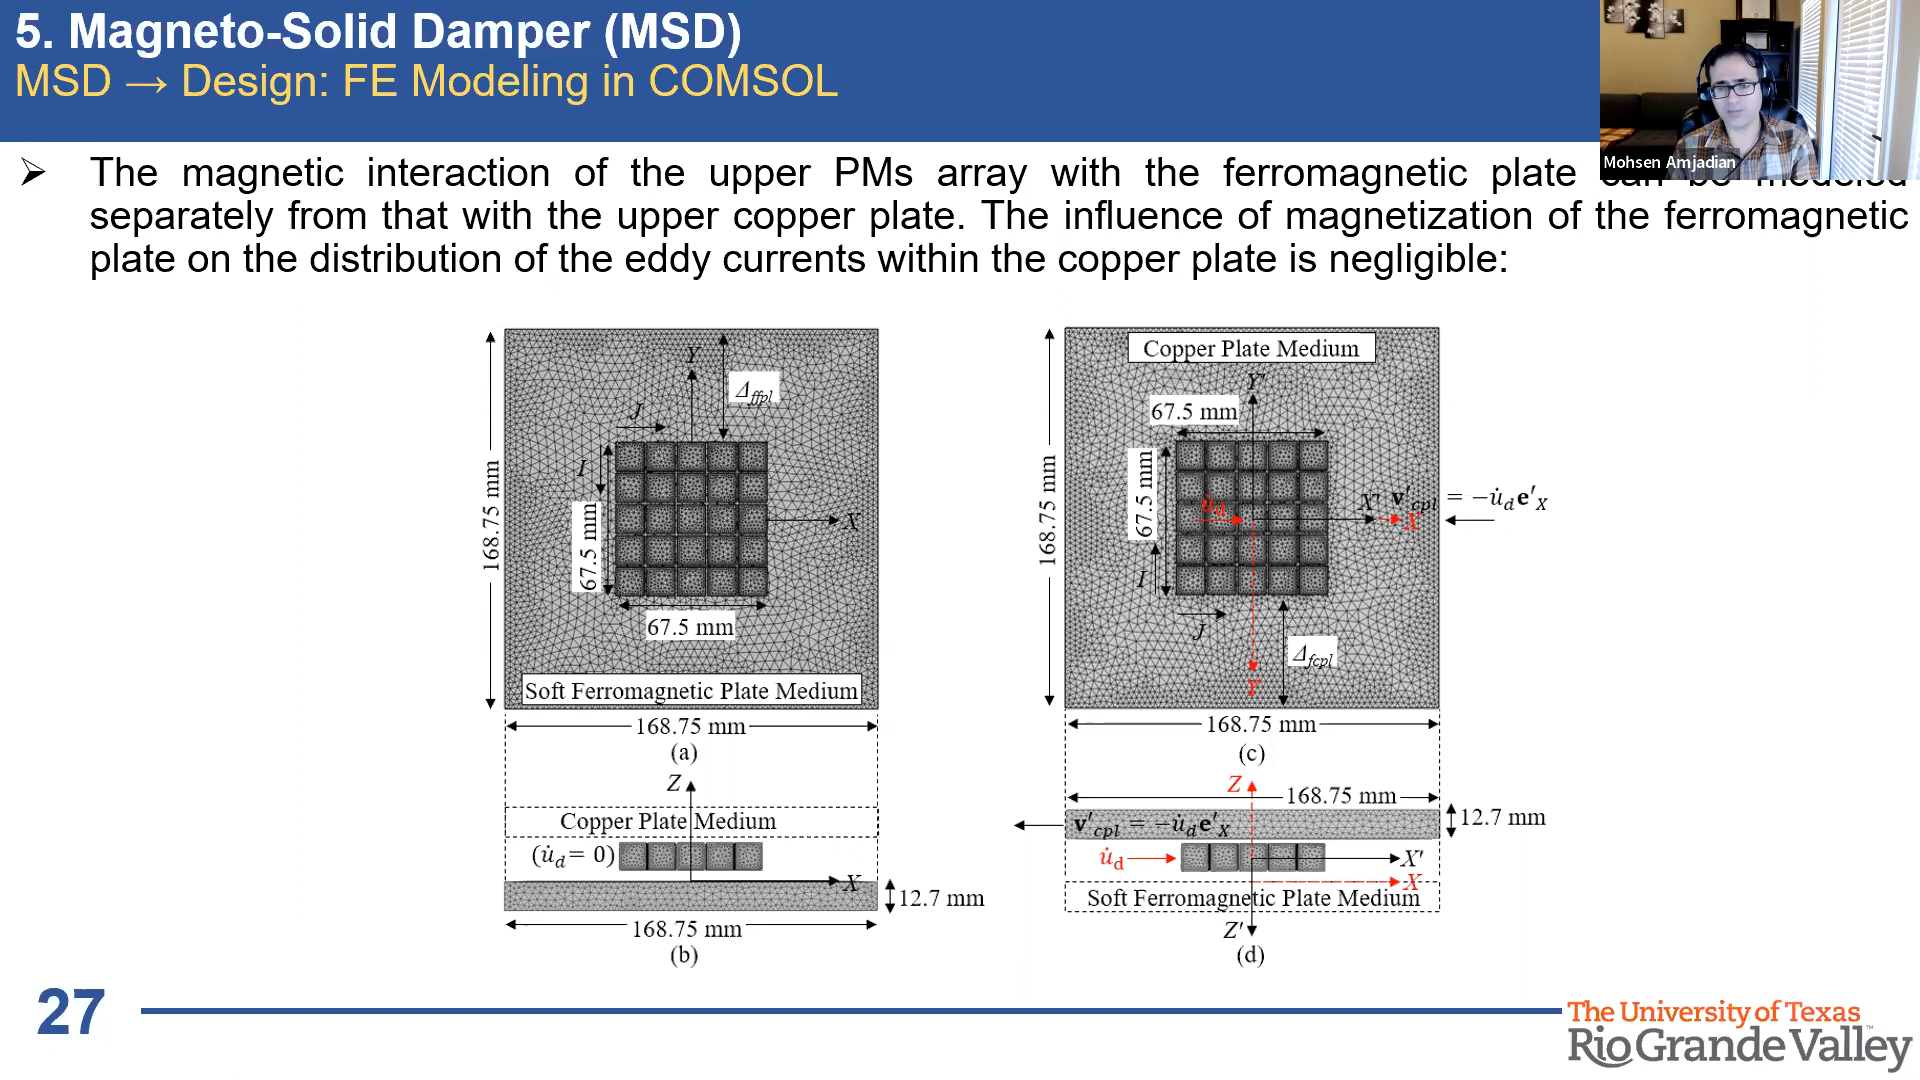 5. Magneto-Solid Damper (MSD)
MSD → Design: FE Modeling in COMSOL
Mohsen Amjadian
➢ The magnetic interaction of the upper PMs array with the ferromagnetic plate can be modeled
separately from that with the upper copper plate. The influence of magnetization of the ferromagnetic
plate on the distribution of the eddy currents within the copper plate is negligible:
Y
Δffpl
J
I
X
168.75 mm
67.5 mm
67.5 mm
Soft Ferromagnetic Plate Medium
168.75 mm
(a)
Z
Copper Plate Medium
(u̇d= 0)
X
12.7 mm
168.75 mm
(b)
Copper Plate Medium
Y'
67.5 mm
67.5 mm
168.75 mm
u̇d
X' v'cpl = −u̇d e'X
X
I
J
Δfcpl
Y
168.75 mm
(c)
Z
168.75 mm
v'cpl = −u̇d e'X
12.7 mm
u̇d
X'
X
Soft Ferromagnetic Plate Medium
Z'
(d)
27
The University of Texas
Rio Grande Valley